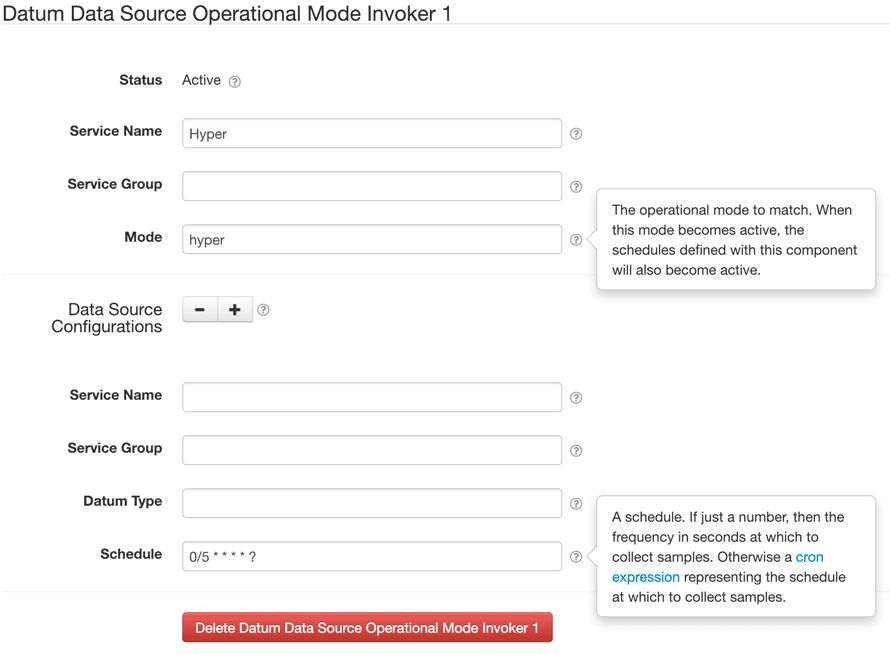 Datum Data Source Operational Mode Invoker 1
Status Active ?
Service Name Hyper ?
Service Group ?
Mode hyper ?
The operational mode to match. When
this mode becomes active, the
schedules defined with this component
will also become active.
Data Source
Configurations
- + ?
Service Name ?
Service Group ?
Datum Type ?
Schedule 0/5 * * * * ? ?
A schedule. If just a number, then the
frequency in seconds at which to
collect samples. Otherwise a cron
expression representing the schedule
at which to collect samples.
Delete Datum Data Source Operational Mode Invoker 1